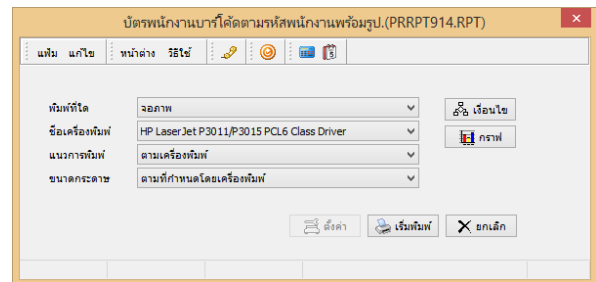 บัตรพนักงานบาร์โค้ดตามรหัสพนักงานพร้อมรูป.(PRRPT914.RPT)
แฟ้ม แก้ไข หน้าต่าง วิธีใช้
พิมพ์ที่ใด จอภาพ เงื่อนไข
ชื่อเครื่องพิมพ์ HP LaserJet P3011/P3015 PCL6 Class Driver กราฟ
แนวการพิมพ์ ตามเครื่องพิมพ์
ขนาดกระดาษ ตามที่กำหนดโดยเครื่องพิมพ์
ตั้งค่า เริ่มพิมพ์ ยกเลิก